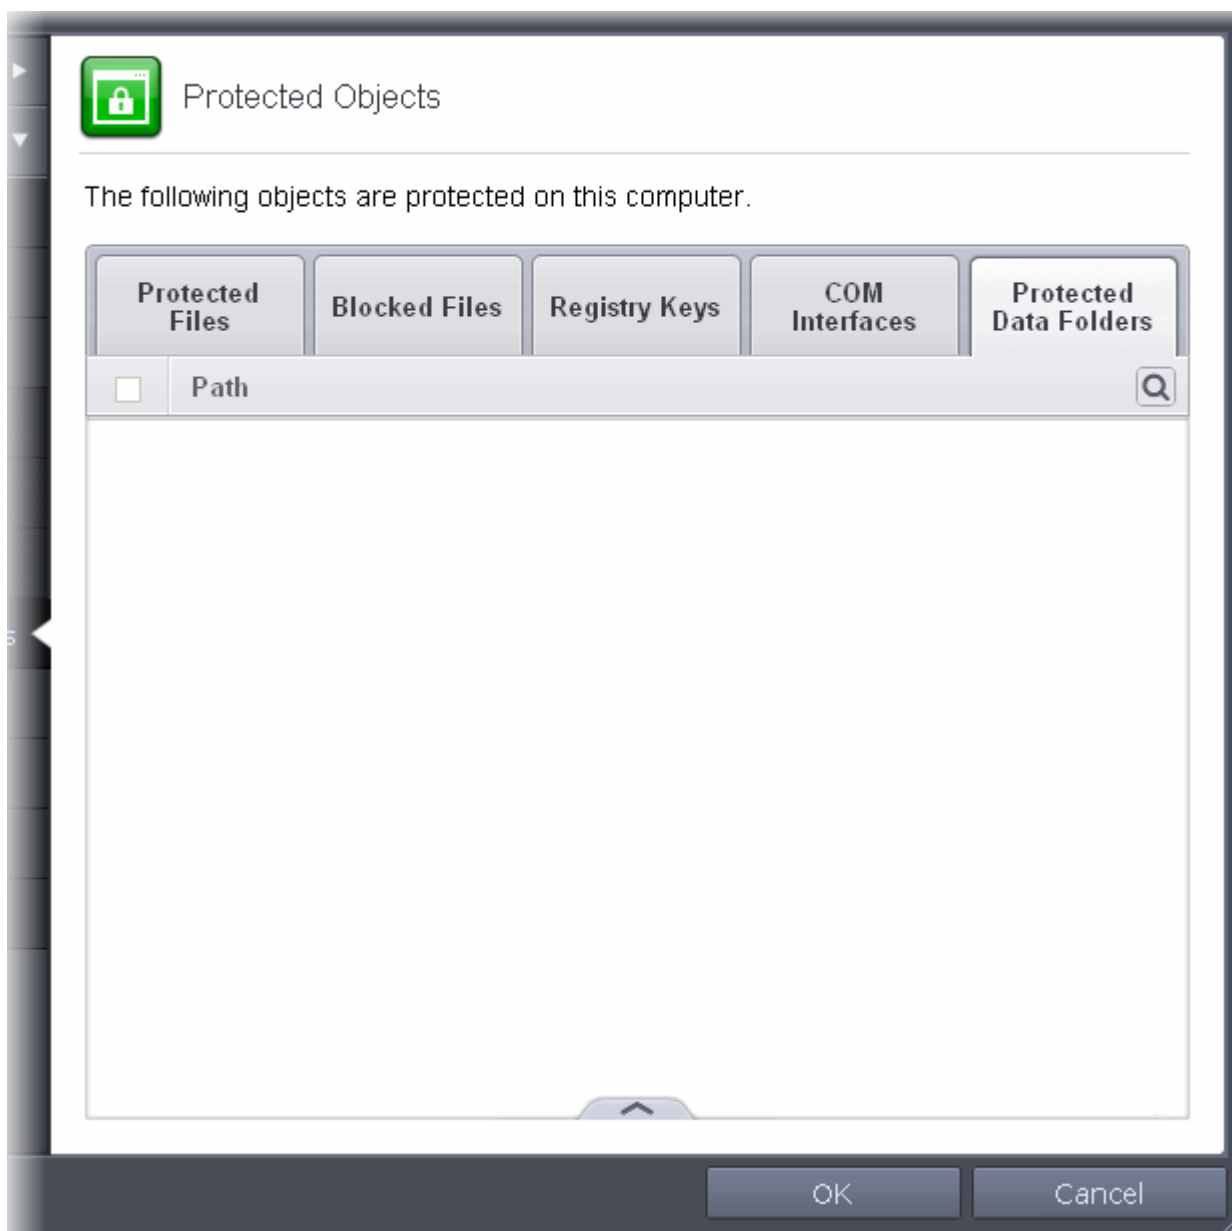 Protected Objects
The following objects are protected on this computer.
Protected
Files
Blocked Files
Registry Keys
COM
Interfaces
Protected
Data Folders
Path
s
OK
Cancel